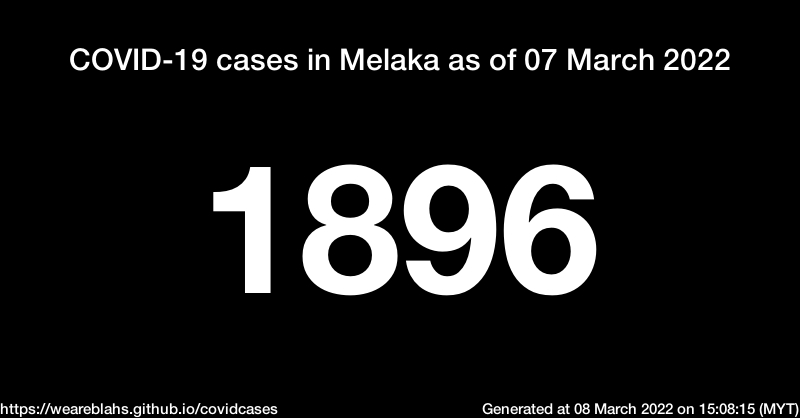 COVID-19 cases in Melaka as of 07 March 2022
1896
https://weareblahs.github.io/covidcases
Generated at 08 March 2022 on 15:08:15 (MYT)